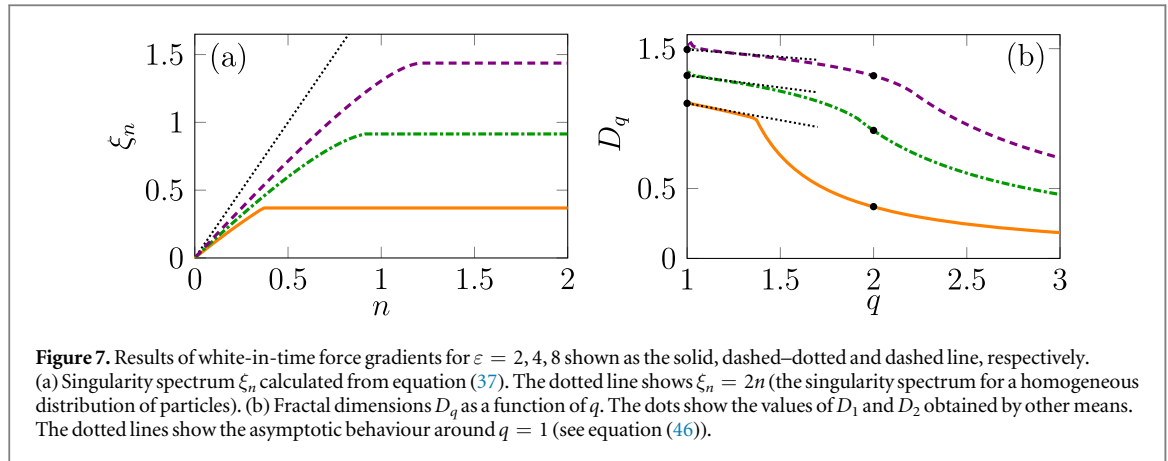 (a)
1.5
1
0.5
0
ξₙ
0
0.5
1
1.5
2
n
(b)
1.5
0.5
0
D_q
1
1.5
2
2.5
3
q
Figure 7. Results of white-in-time force gradients for ε = 2, 4, 8 shown as the solid, dashed–dotted and dashed line, respectively.
(a) Singularity spectrum ξₙ calculated from equation (37). The dotted line shows ξₙ = 2n (the singularity spectrum for a homogeneous
distribution of particles). (b) Fractal dimensions D_q as a function of q. The dots show the values of D₁ and D₂ obtained by other means.
The dotted lines show the asymptotic behaviour around q = 1 (see equation (46)).